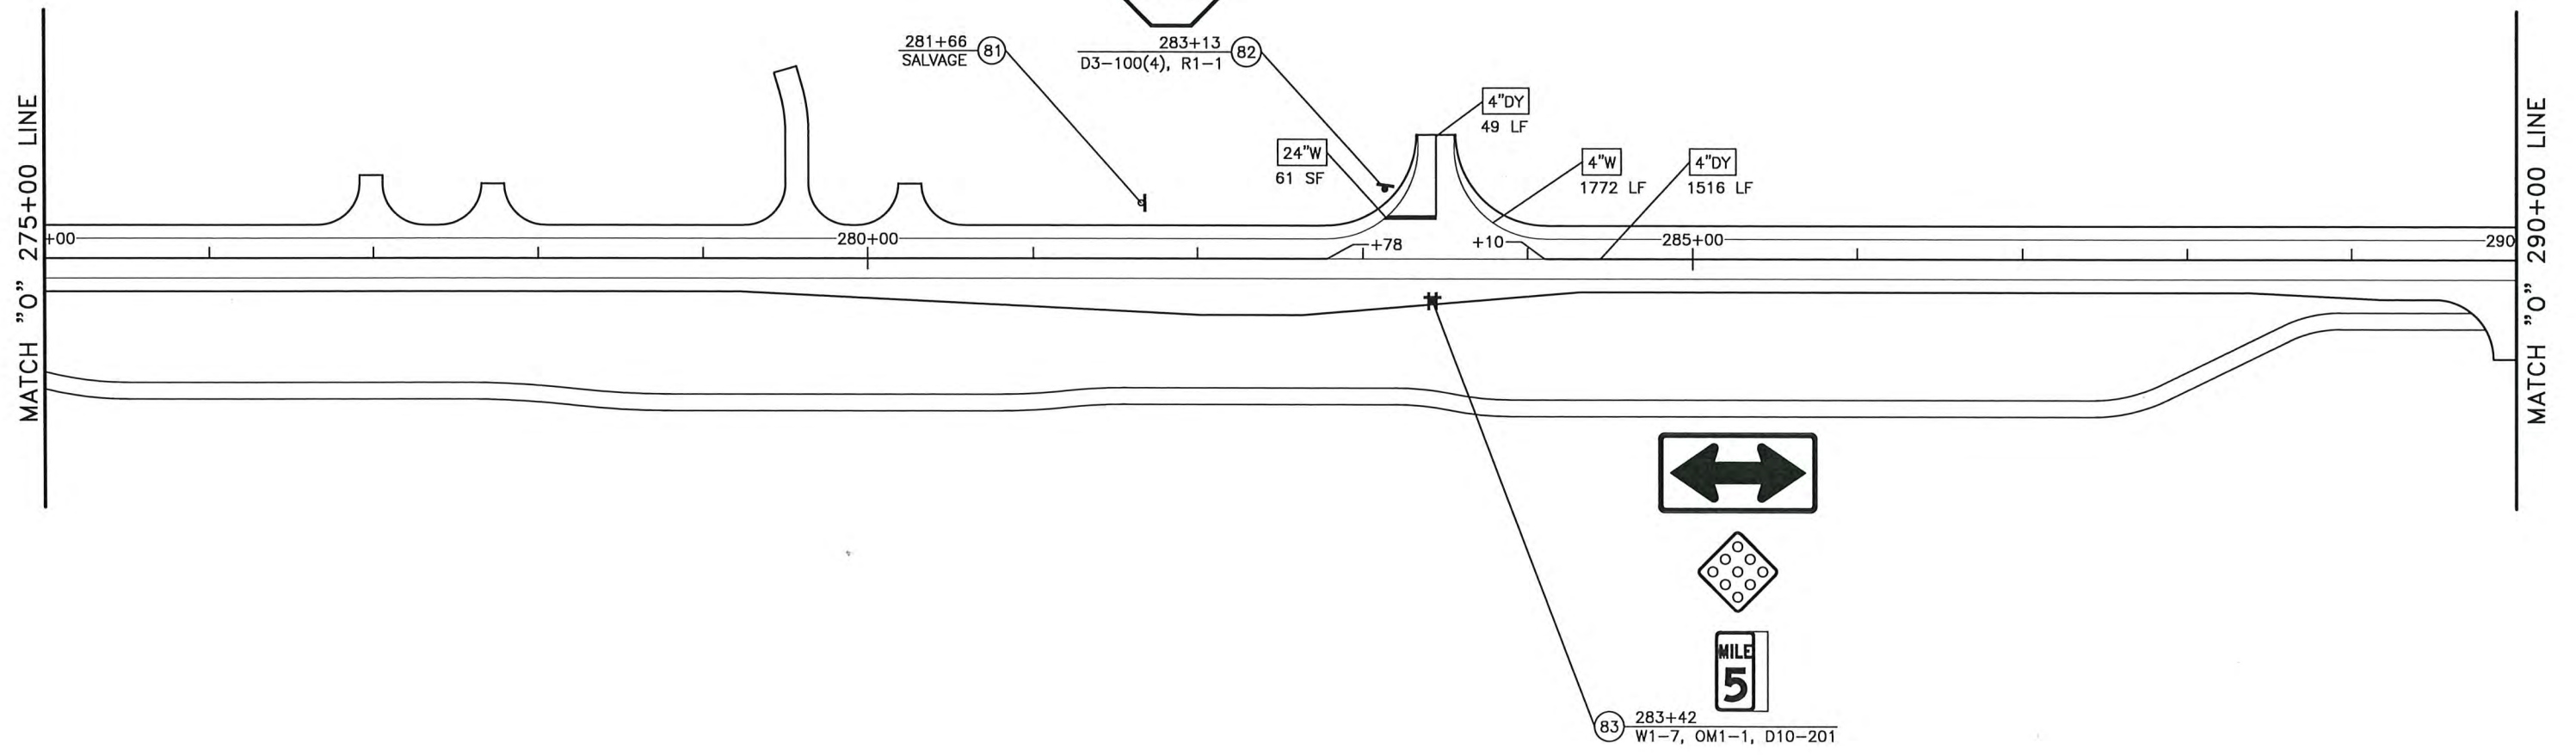 281+66
SALVAGE
81
283+13
D3-100(4), R1-1
82
4"DY
49 LF
24"W
61 SF
4"W
1772 LF
4"DY
1516 LF
MATCH "O" 275+00 LINE
+00
280+00
+78
+10
285+00
290
MATCH "O" 290+00 LINE
MILE
5
83
283+42
W1-7, OM1-1, D10-201